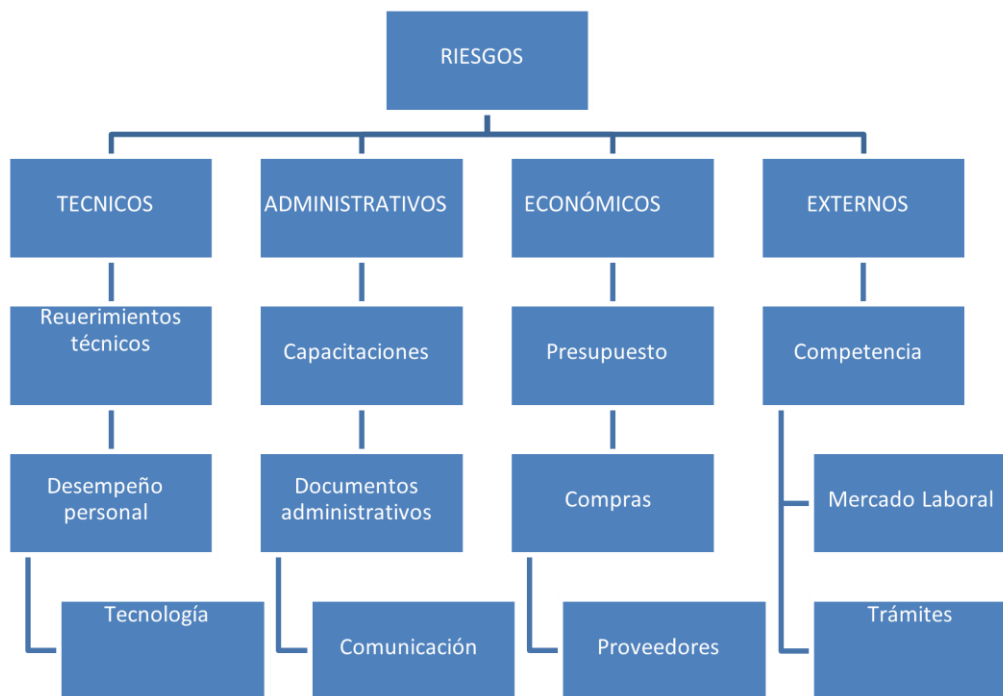 RIESGOS
TECNICOS
ADMINISTRATIVOS
ECONÓMICOS
EXTERNOS
Reuerimientos
técnicos
Capacitaciones
Presupuesto
Competencia
Desempeño
personal
Documentos
administrativos
Compras
Mercado Laboral
Tecnología
Comunicación
Proveedores
Trámites